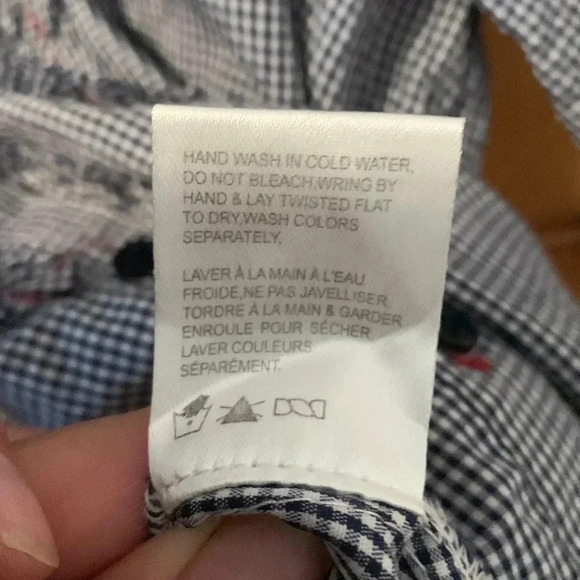 HAND WASH IN COLD WATER,
DO NOT BLEACH,WRING BY
HAND & LAY TWISTED FLAT
TO DRY,WASH COLORS
SEPARATELY,
LAVER À LA MAIN À L'EAU
FROIDE,NE PAS JAVELLISER
TORDRE À LA MAIN & GARDER
ENROULE POUR SÉCHER
LAVER COULEURS
SÉPARÉMENT.